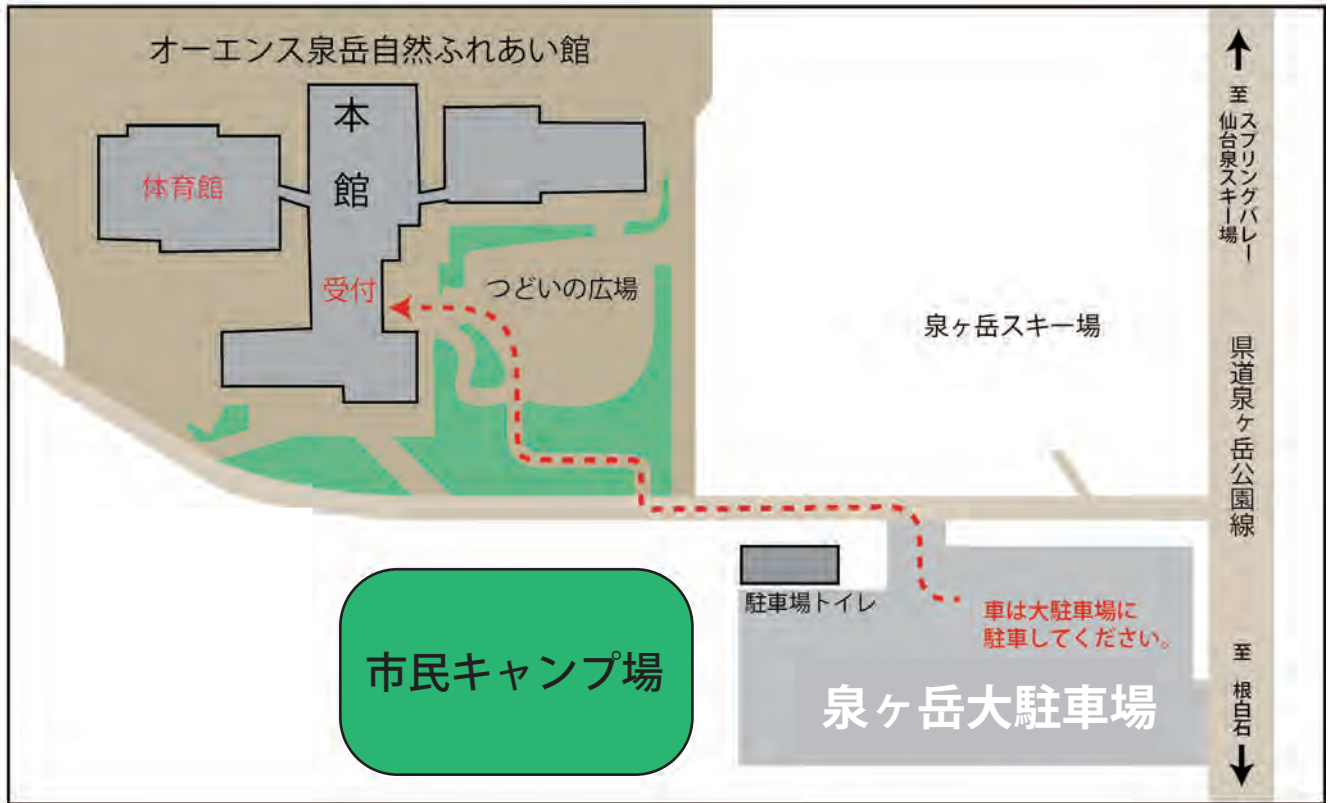 オーエンス泉岳自然ふれあい館
本館
体育館
受付
つどいの広場
泉ヶ岳スキー場
至
スプリングバレー
仙台泉スキー場
県道泉ヶ岳公園線
至
根白石
駐車場トイレ
車は大駐車場に
駐車してください。
市民キャンプ場
泉ヶ岳大駐車場